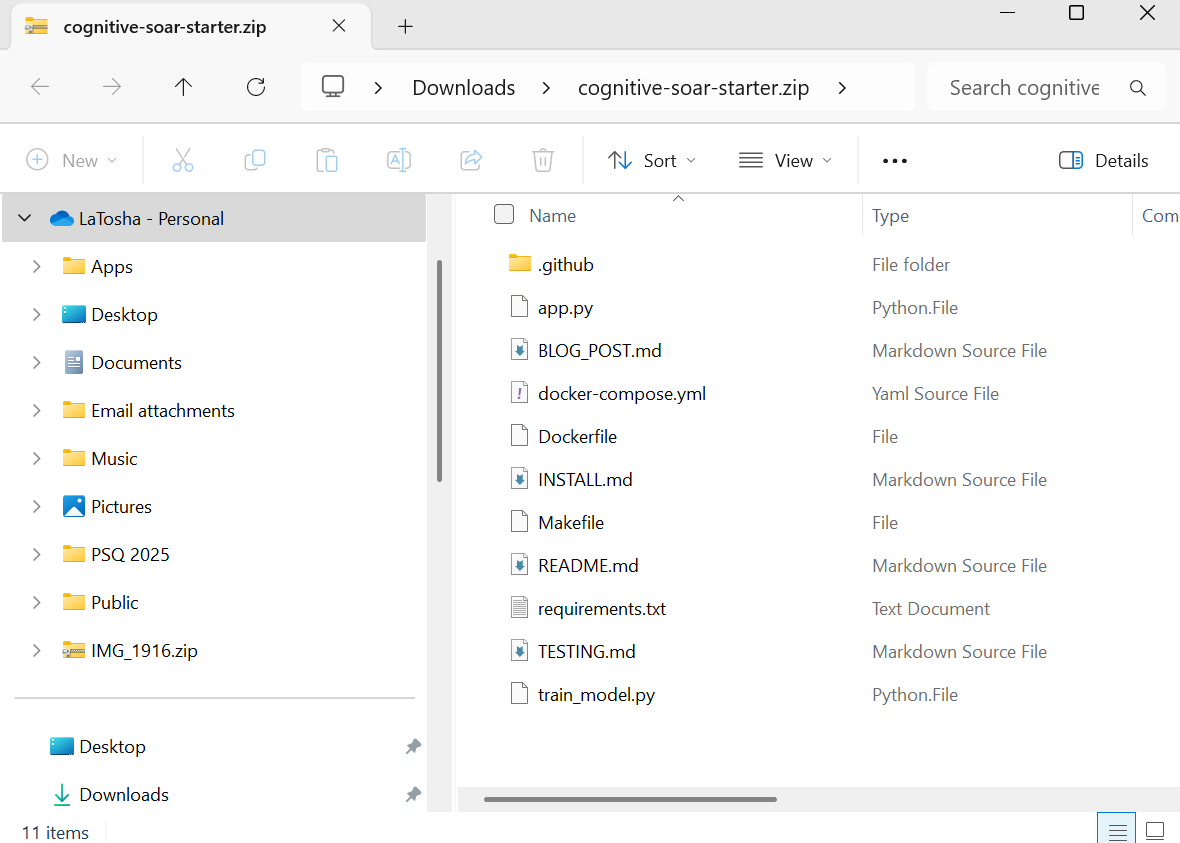 cognitive-soar-starter.zip
Downloads
cognitive-soar-starter.zip
Search cognitive
New
Sort
View
Details
LaTosha - Personal
Apps
Desktop
Documents
Email attachments
Music
Pictures
PSQ 2025
Public
IMG_1916.zip
Desktop
Downloads
Name Type Com
.github File folder
app.py Python.File
BLOG_POST.md Markdown Source File
docker-compose.yml Yaml Source File
Dockerfile File
INSTALL.md Markdown Source File
Makefile File
README.md Markdown Source File
requirements.txt Text Document
TESTING.md Markdown Source File
train_model.py Python.File
11 items